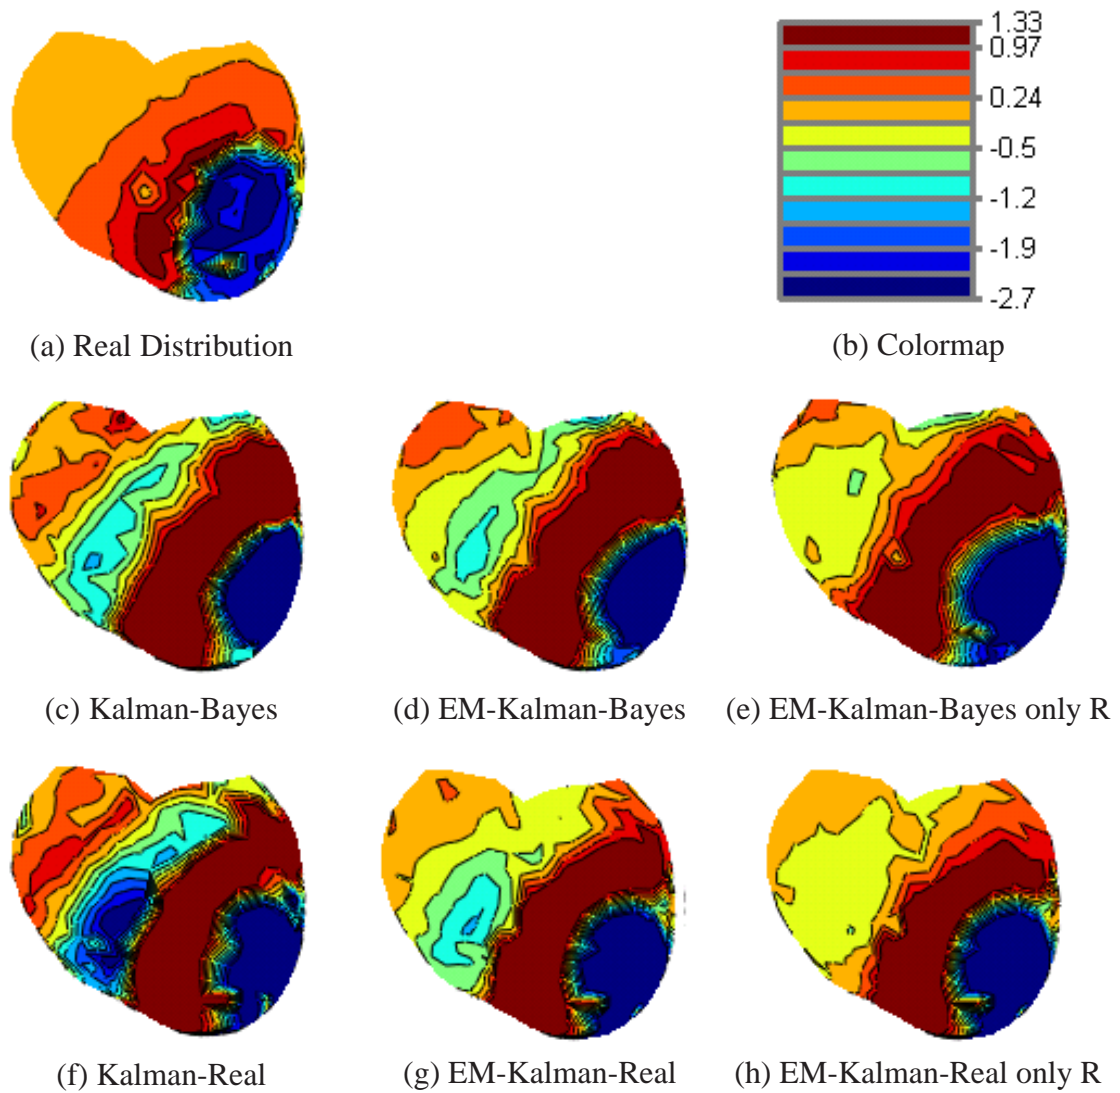 1.33
0.97
0.24
-0.5
-1.2
-1.9
-2.7
(a) Real Distribution
(b) Colormap
(c) Kalman-Bayes
(d) EM-Kalman-Bayes
(e) EM-Kalman-Bayes only R
(f) Kalman-Real
(g) EM-Kalman-Real
(h) EM-Kalman-Real only R